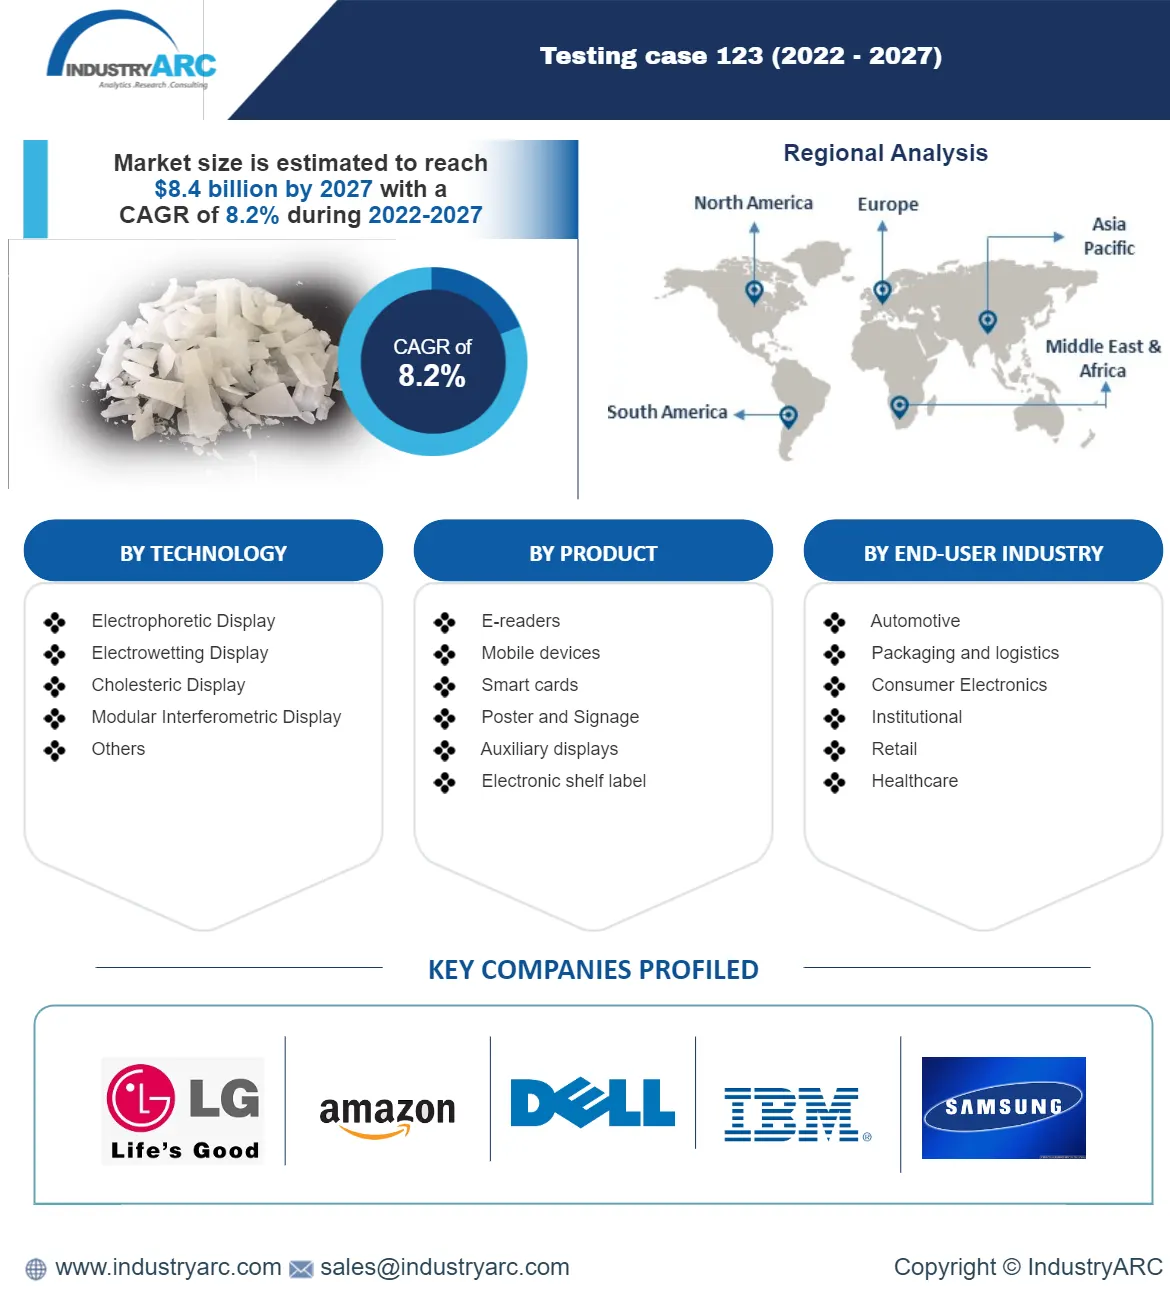 INDUSTRYARC
Analytics .Research .Consulting
Testing case 123 (2022 - 2027)
Market size is estimated to reach
$8.4 billion by 2027 with a
CAGR of 8.2% during 2022-2027
CAGR of
8.2%
Regional Analysis
North America
Europe
Asia
Pacific
Middle East &
Africa
South America
BY TECHNOLOGY
Electrophoretic Display
Electrowetting Display
Cholesteric Display
Modular Interferometric Display
Others
BY PRODUCT
E-readers
Mobile devices
Smart cards
Poster and Signage
Auxiliary displays
Electronic shelf label
BY END-USER INDUSTRY
Automotive
Packaging and logistics
Consumer Electronics
Institutional
Retail
Healthcare
KEY COMPANIES PROFILED
LG
Life's Good
amazon
DELL
IBM®
SAMSUNG
www.industryarc.com sales@industryarc.com
Copyright © IndustryARC